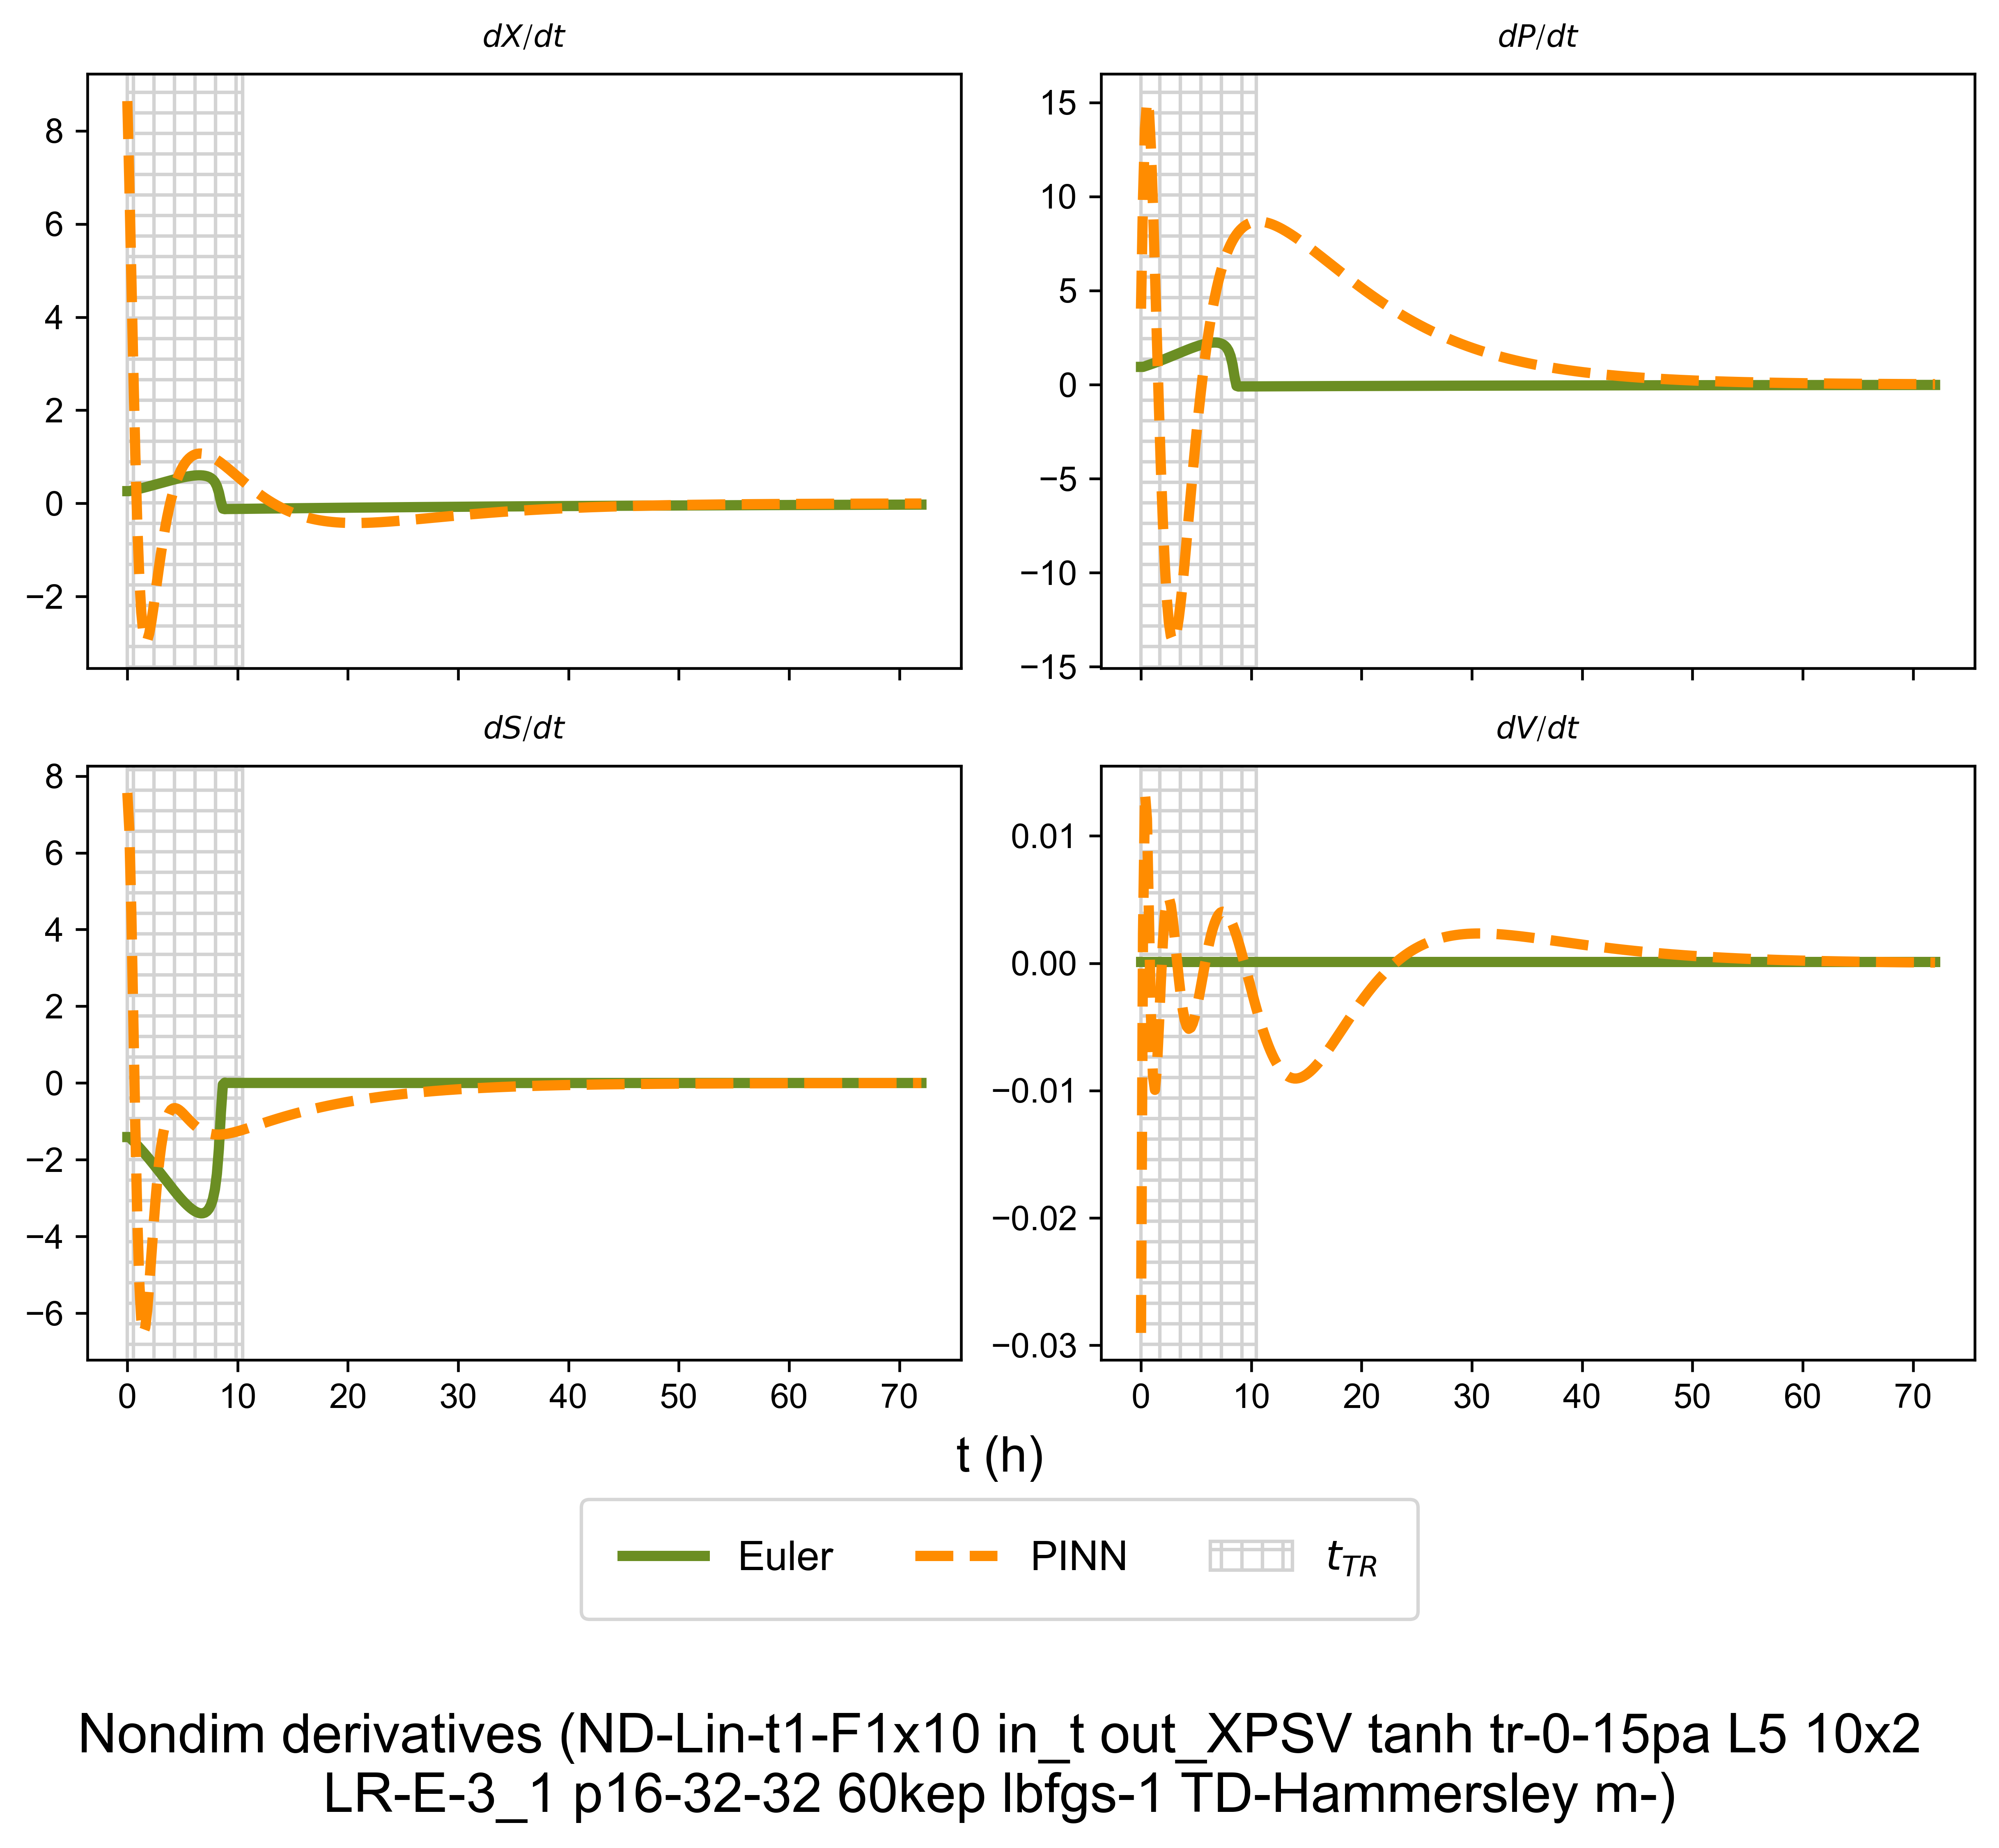 dX/dt
dP/dt
8
6
4
2
0
−2
15
10
5
0
−5
−10
−15
dS/dt
dV/dt
8
6
4
2
0
−2
−4
−6
0.01
0.00
−0.01
−0.02
−0.03
0 10 20 30 40 50 60 70
0 10 20 30 40 50 60 70
t (h)
Euler PINN t_{TR}
Nondim derivatives (ND-Lin-t1-F1x10 in_t out_XPSV tanh tr-0-15pa L5 10x2
LR-E-3_1 p16-32-32 60kep lbfgs-1 TD-Hammersley m-)